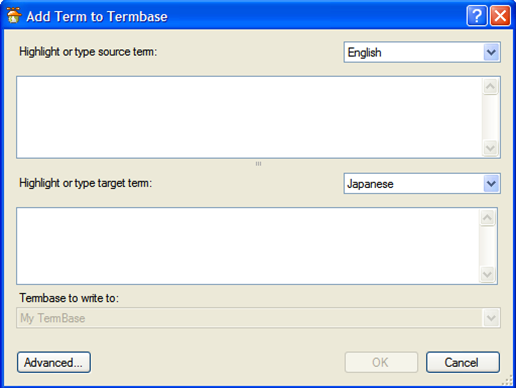 Add Term to Termbase
Highlight or type source term:
English
Highlight or type target term:
Japanese
Termbase to write to:
My TermBase
Advanced...
OK
Cancel